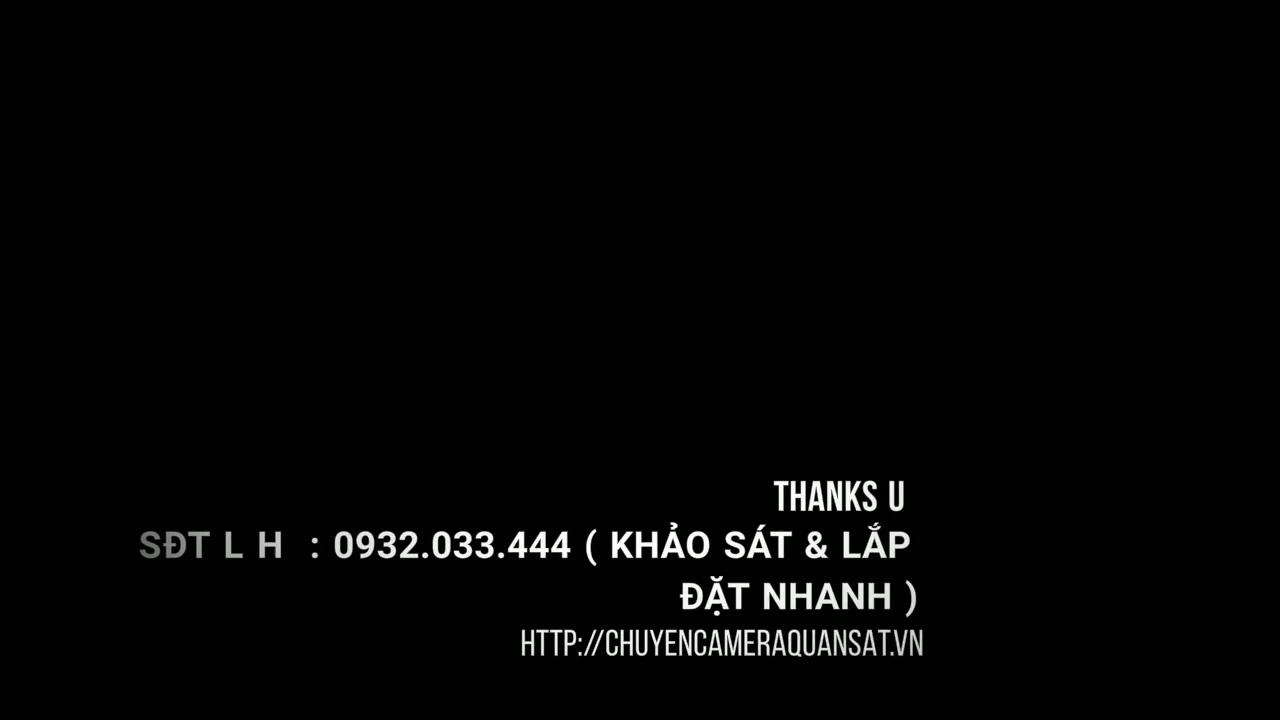 THANKS U
SĐT L H : 0932.033.444 ( KHẢO SÁT & LẮP
ĐẶT NHANH )
HTTP://CHUYENCAMERAQUANSAT.VN